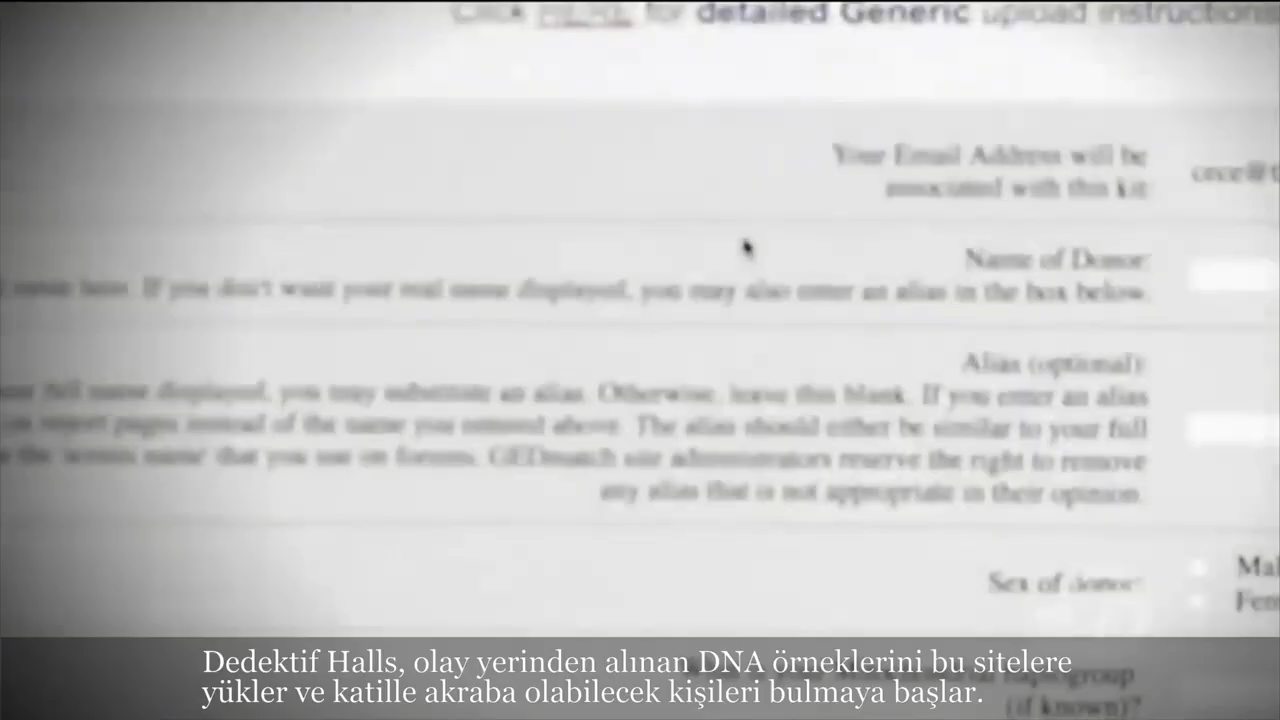 Click HERE for detailed Generic upload instructions
Your Email Address will be
associated with this kit:
Name of Donor:
If you don't want your real name displayed, you may also enter an alias in the box below.
Alias (optional):
full name displayed, you may substitute an alias. Otherwise, leave this blank. If you enter an alias
report pages instead of the name you entered above. The alias should either be similar to your full
the 'screen name' that you use on forums. GEDmatch site administrators reserve the right to remove
any alias that is not appropriate in their opinion.
Sex of donor:
Dedektif Halls, olay yerinden alınan DNA örneklerini bu sitelere
yükler ve katille akraba olabilecek kişileri bulmaya başlar.
haplogroup
(if known)?